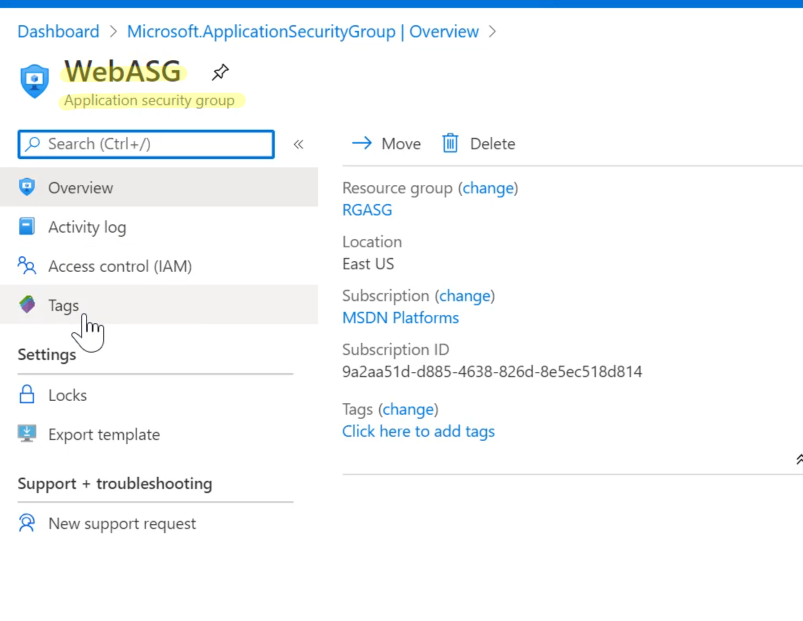 Dashboard > Microsoft.ApplicationSecurityGroup | Overview >
WebASG
Application security group
Search (Ctrl+/)
«
Overview
Activity log
Access control (IAM)
Tags
Settings
Locks
Export template
Support + troubleshooting
New support request
Move Delete
Resource group (change)
RGASG
Location
East US
Subscription (change)
MSDN Platforms
Subscription ID
9a2aa51d-d885-4638-826d-8e5ec518d814
Tags (change)
Click here to add tags